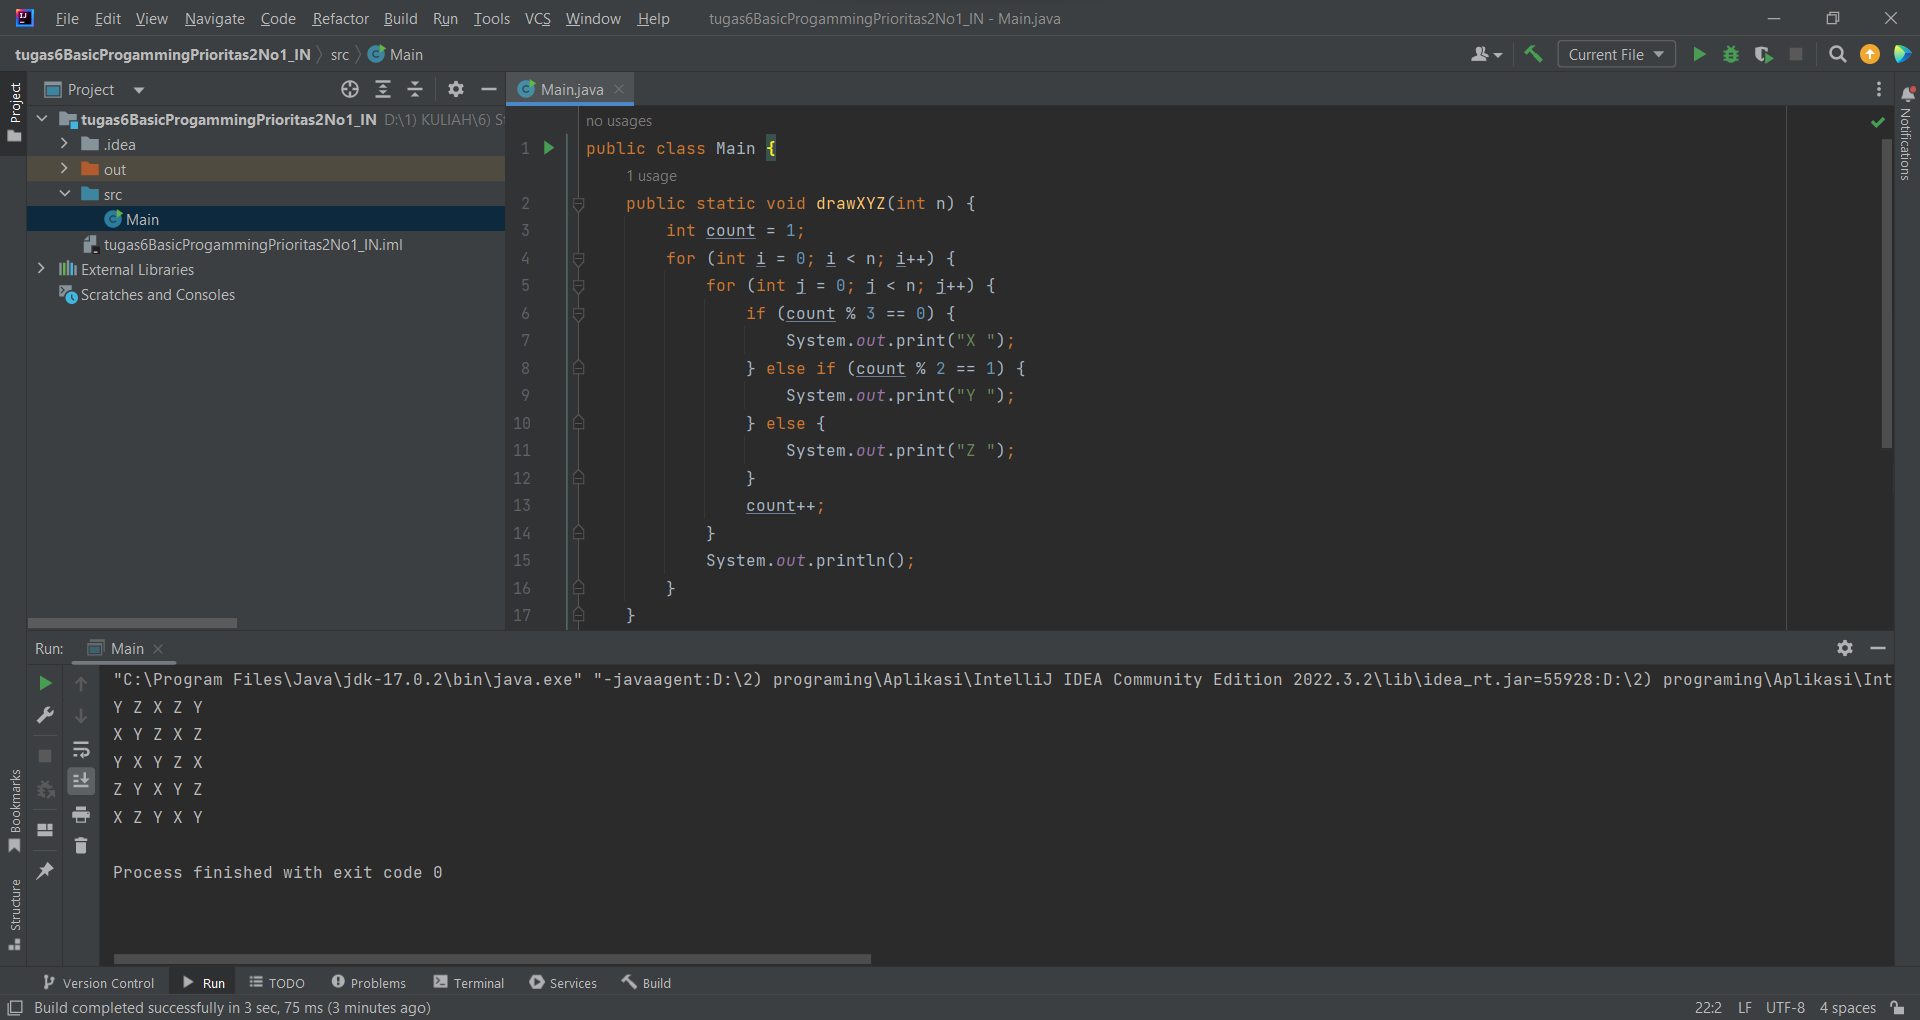 File Edit View Navigate Code Refactor Build Run Tools VCS Window Help tugas6BasicProgammingPrioritas2No1_IN - Main.java
tugas6BasicProgammingPrioritas2No1_IN src Main
Current File
Project
Project
Main.java
Notifications
tugas6BasicProgammingPrioritas2No1_IN D:\1) KULIAH\6) S
.idea
out
src
Main
tugas6BasicProgammingPrioritas2No1_IN.iml
External Libraries
Scratches and Consoles
no usages
1 public class Main {
1 usage
2 public static void drawXYZ(int n) {
3 int count = 1;
4 for (int i = 0; i < n; i++) {
5 for (int j = 0; j < n; j++) {
6 if (count % 3 == 0) {
7 System.out.print("X ");
8 } else if (count % 2 == 1) {
9 System.out.print("Y ");
10 } else {
11 System.out.print("Z ");
12 }
13 count++;
14 }
15 System.out.println();
16 }
17 }
Run: Main
"C:\Program Files\Java\jdk-17.0.2\bin\java.exe" "-javaagent:D:\2) programing\Aplikasi\IntelliJ IDEA Community Edition 2022.3.2\lib\idea_rt.jar=55928:D:\2) programing\Aplikasi\Int
Y Z X Z Y
X Y Z X Z
Y X Y Z X
Z Y X Y Z
X Z Y X Y
Process finished with exit code 0
Bookmarks
Structure
Version Control Run TODO Problems Terminal Services Build
Build completed successfully in 3 sec, 75 ms (3 minutes ago) 22:2 LF UTF-8 4 spaces